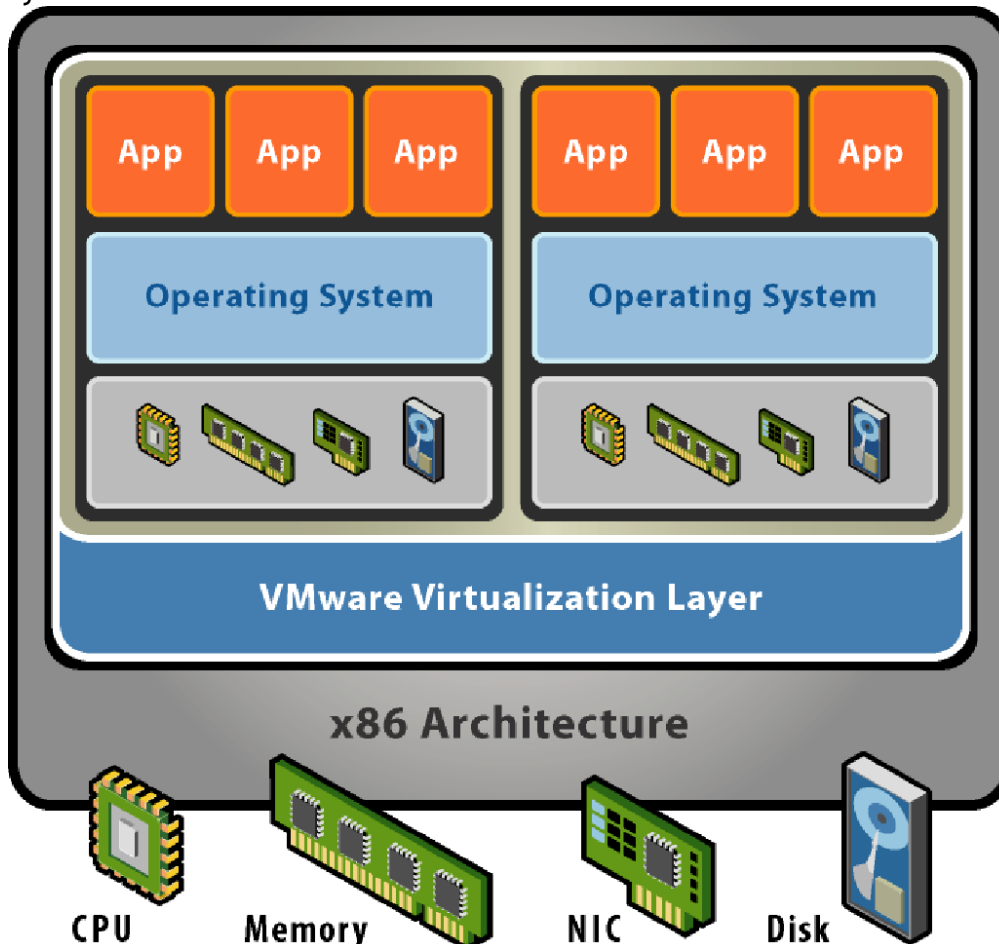 App App App App App App
Operating System Operating System
VMware Virtualization Layer
x86 Architecture
CPU Memory NIC Disk